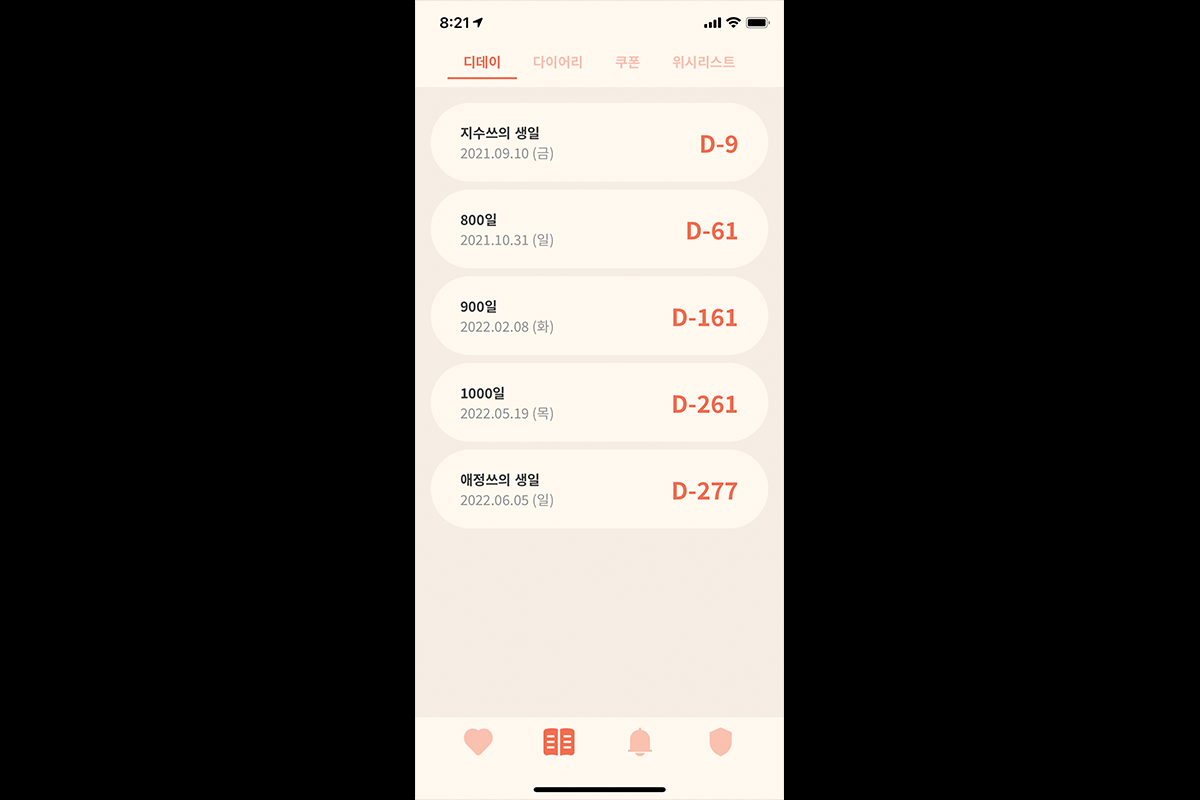 8:21
디데이 다이어리 쿠폰 위시리스트
지수쓰의 생일
2021.09.10 (금)
D-9
800일
2021.10.31 (일)
D-61
900일
2022.02.08 (화)
D-161
1000일
2022.05.19 (목)
D-261
애정쓰의 생일
2022.06.05 (일)
D-277